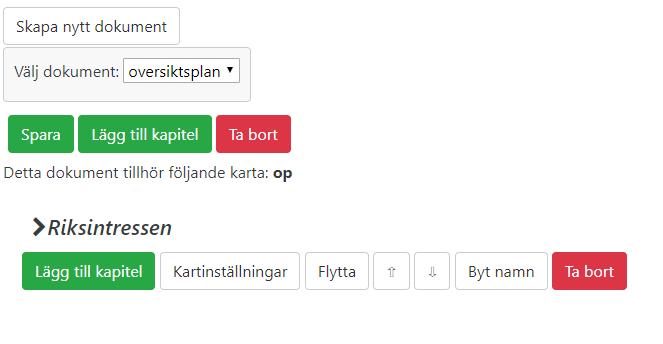 Skapa nytt dokument
Välj dokument: oversiktsplan
Spara Lägg till kapitel Ta bort
Detta dokument tillhör följande karta: op
Riksintressen
Lägg till kapitel Kartinställningar Flytta ⇧ ⇩ Byt namn Ta bort